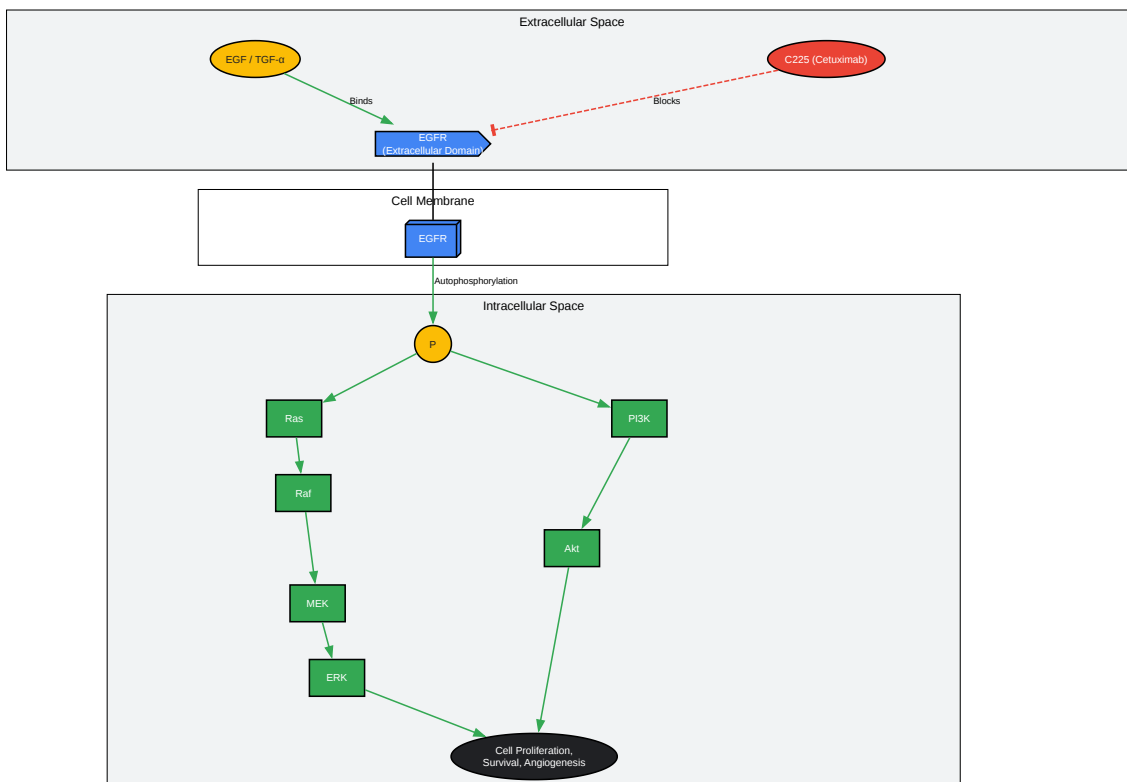 Extracellular Space
EGF / TGF-α
C225 (Cetuximab)
Binds
Blocks
EGFR
(Extracellular Domain)
Cell Membrane
EGFR
Autophosphorylation
Intracellular Space
P
Ras
PI3K
Raf
Akt
MEK
ERK
Cell Proliferation,
Survival, Angiogenesis